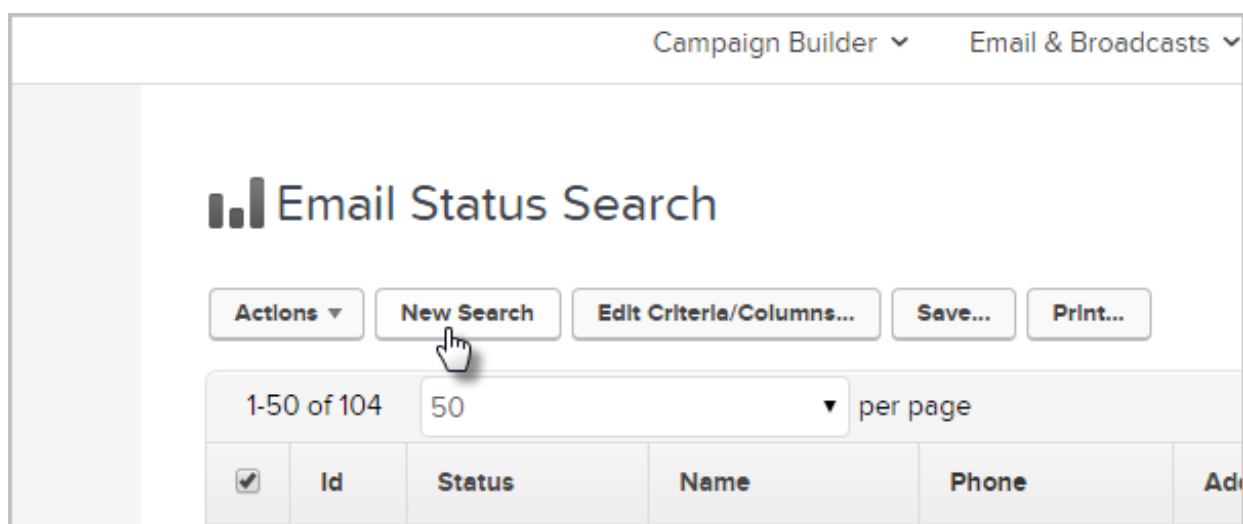 Campaign Builder Email & Broadcasts
Email Status Search
Actions New Search Edit Criteria/Columns... Save... Print...
1-50 of 104 50 per page
Id Status Name Phone